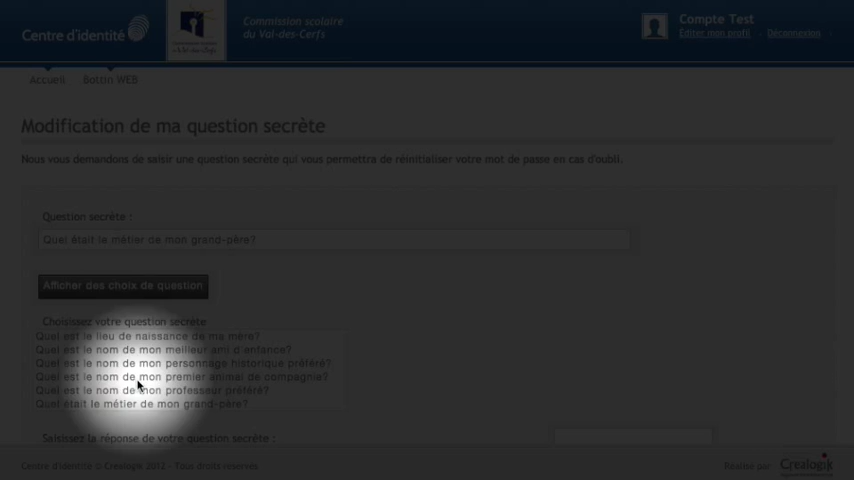 Centre d'identité
Commission scolaire
du Val-des-Cerfs
Compte Test
Éditer mon profil
Déconnexion
Accueil
Bottin WEB
Modification de ma question secrète
Nous vous demandons de saisir une question secrète qui vous permettra de réinitialiser votre mot de passe en cas d'oubli.
Question secrète :
Quel était le métier de mon grand-père?
Afficher des choix de question
Choisissez votre question secrète
Quel est le lieu de naissance de ma mère?
Quel est le nom de mon meilleur ami d'enfance?
Quel est le nom de mon personnage historique préféré?
Quel est le nom de mon premier animal de compagnie?
Quel est le nom de mon professeur préféré?
Quel était le métier de mon grand-père?
Saisissez la réponse de votre question secrète :
Centre d'identité © Crealogik 2012 - Tous droits réservés
Réalisé par
Crealogik